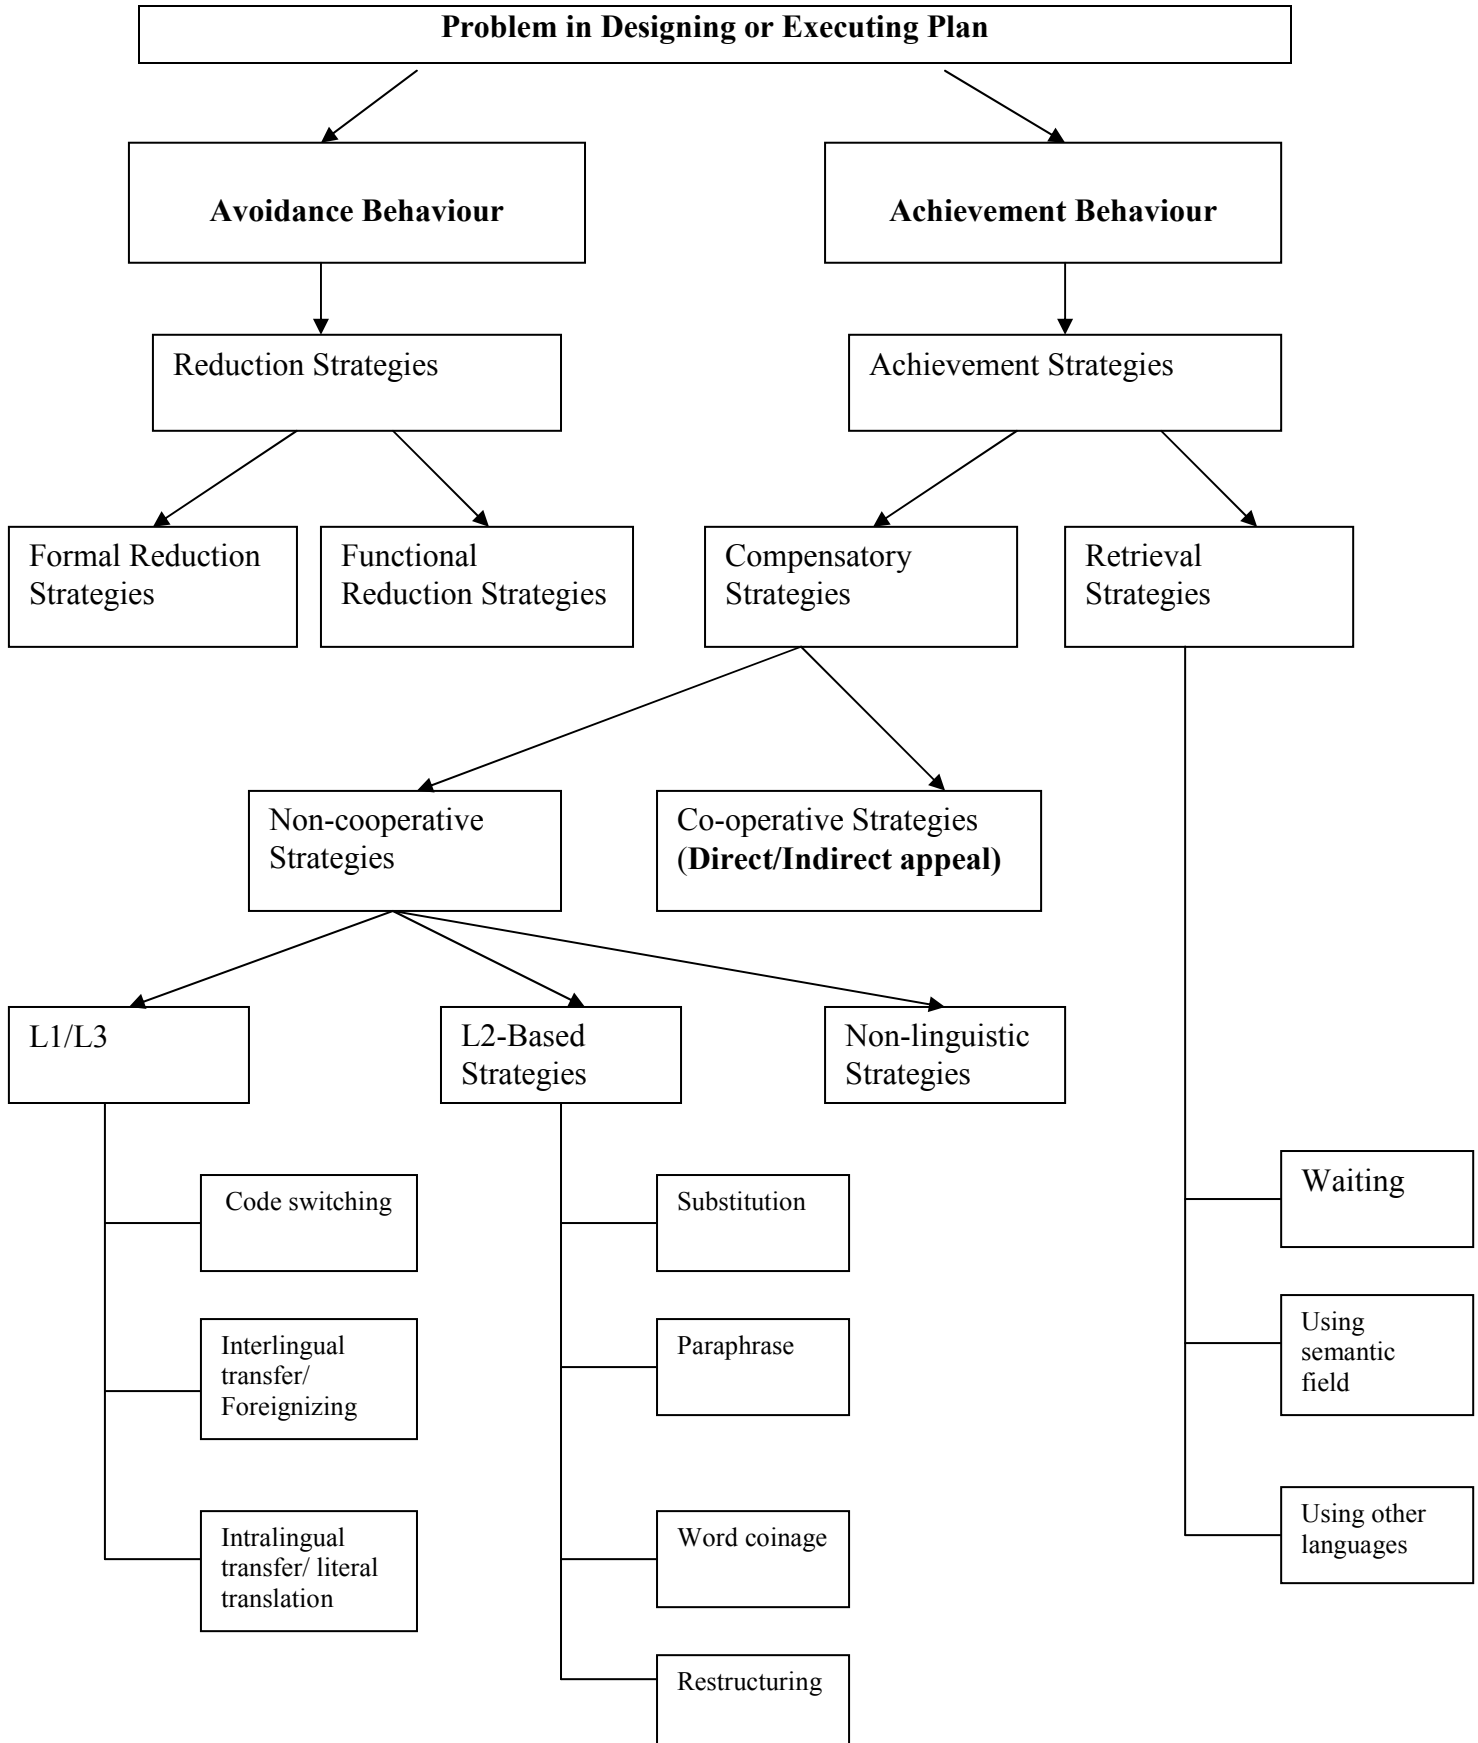 Problem in Designing or Executing Plan
Avoidance Behaviour
Achievement Behaviour
Reduction Strategies
Achievement Strategies
Formal Reduction
Strategies
Functional
Reduction Strategies
Compensatory
Strategies
Retrieval
Strategies
Non-cooperative
Strategies
Co-operative Strategies
(Direct/Indirect appeal)
L1/L3
L2-Based
Strategies
Non-linguistic
Strategies
Code switching
Interlingual
transfer/
Foreignizing
Intralingual
transfer/ literal
translation
Substitution
Paraphrase
Word coinage
Restructuring
Waiting
Using
semantic
field
Using other
languages